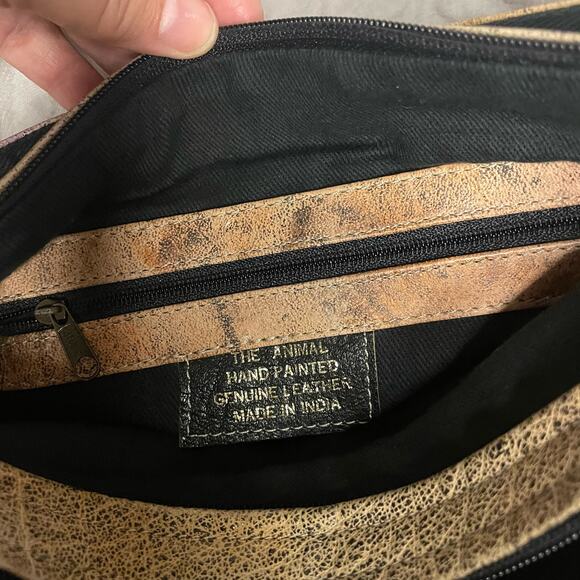 THE ANIMAL
HAND PAINTED
GENUINE LEATHER
MADE IN INDIA